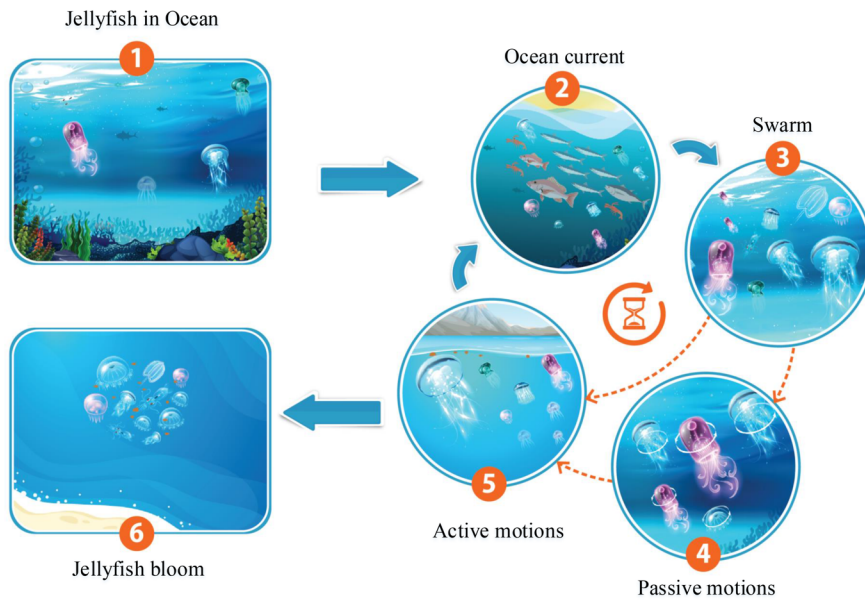 Jellyfish in Ocean
1
Ocean current
2
Swarm
3
4
Passive motions
5
Active motions
6
Jellyfish bloom